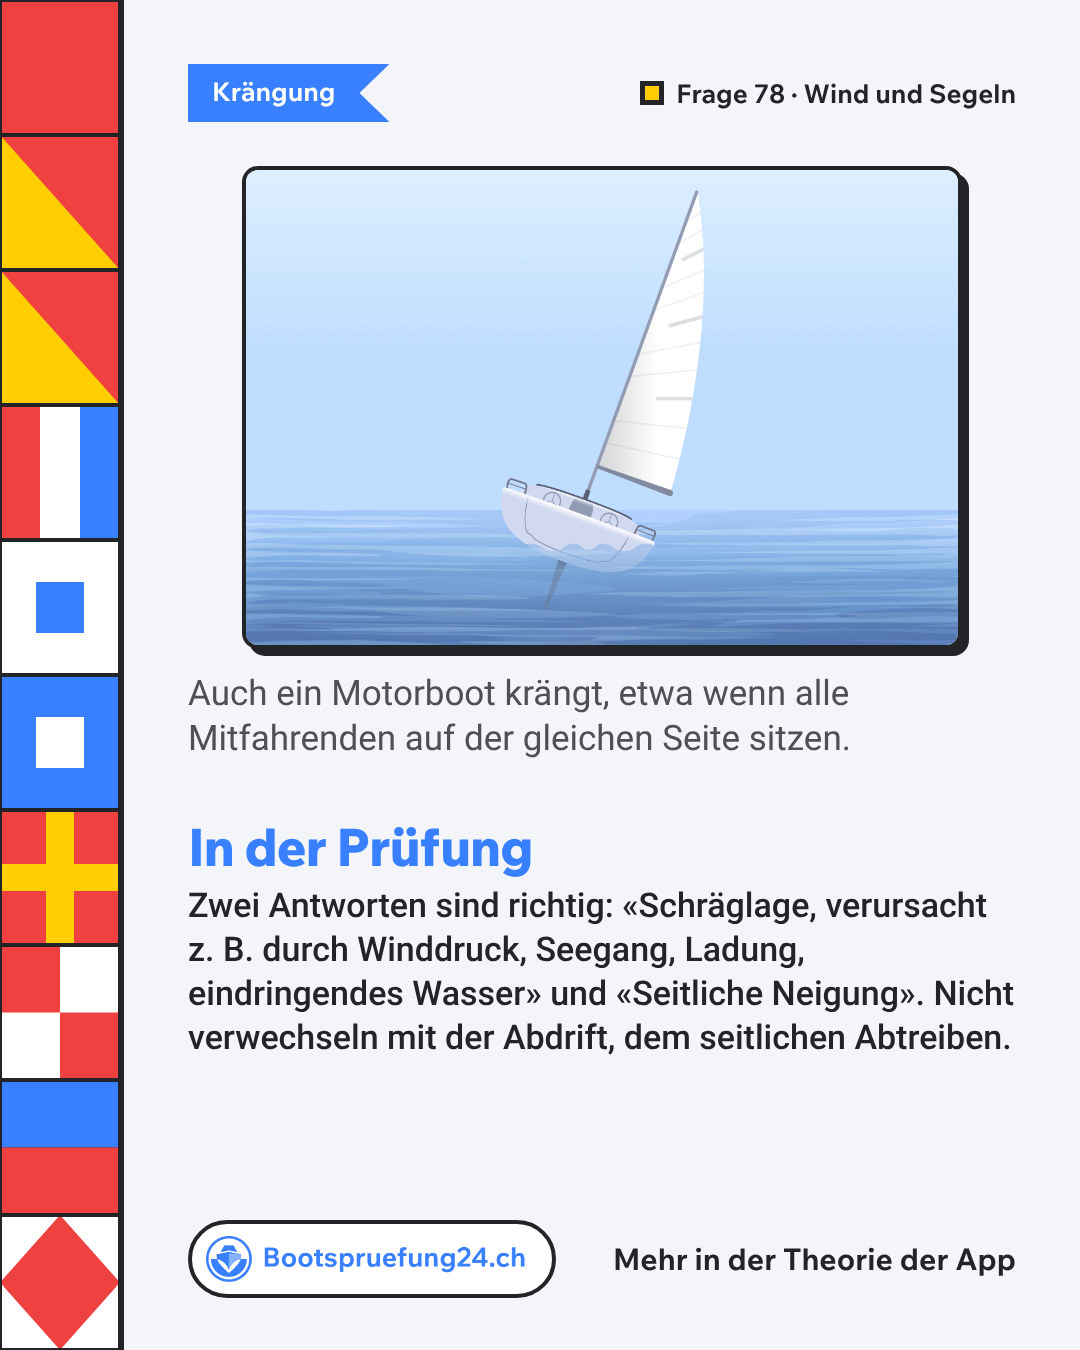 Krängung
Frage 78 · Wind und Segeln
Auch ein Motorboot krängt, etwa wenn alle
Mitfahrenden auf der gleichen Seite sitzen.
In der Prüfung
Zwei Antworten sind richtig: «Schräglage, verursacht
z. B. durch Winddruck, Seegang, Ladung,
eindringendes Wasser» und «Seitliche Neigung». Nicht
verwechseln mit der Abdrift, dem seitlichen Abtreiben.
Bootspruefung24.ch
Mehr in der Theorie der App